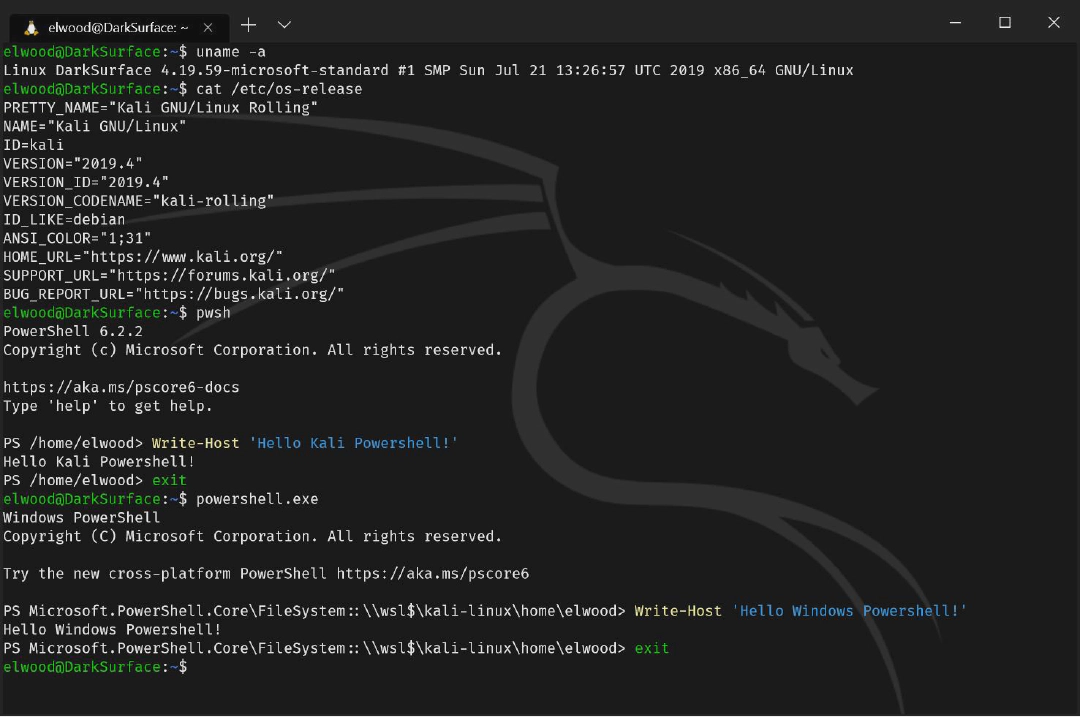 elwood@DarkSurface: ~
elwood@DarkSurface:~$ uname -a
Linux DarkSurface 4.19.59-microsoft-standard #1 SMP Sun Jul 21 13:26:57 UTC 2019 x86_64 GNU/Linux
elwood@DarkSurface:~$ cat /etc/os-release
PRETTY_NAME="Kali GNU/Linux Rolling"
NAME="Kali GNU/Linux"
ID=kali
VERSION="2019.4"
VERSION_ID="2019.4"
VERSION_CODENAME="kali-rolling"
ID_LIKE=debian
ANSI_COLOR="1;31"
HOME_URL="https://www.kali.org/"
SUPPORT_URL="https://forums.kali.org/"
BUG_REPORT_URL="https://bugs.kali.org/"
elwood@DarkSurface:~$ pwsh
PowerShell 6.2.2
Copyright (c) Microsoft Corporation. All rights reserved.
https://aka.ms/pscore6-docs
Type 'help' to get help.
PS /home/elwood> Write-Host 'Hello Kali Powershell!'
Hello Kali Powershell!
PS /home/elwood> exit
elwood@DarkSurface:~$ powershell.exe
Windows PowerShell
Copyright (C) Microsoft Corporation. All rights reserved.
Try the new cross-platform PowerShell https://aka.ms/pscore6
PS Microsoft.PowerShell.Core\FileSystem::\\wsl$\kali-linux\home\elwood> Write-Host 'Hello Windows Powershell!'
Hello Windows Powershell!
PS Microsoft.PowerShell.Core\FileSystem::\\wsl$\kali-linux\home\elwood> exit
elwood@DarkSurface:~$